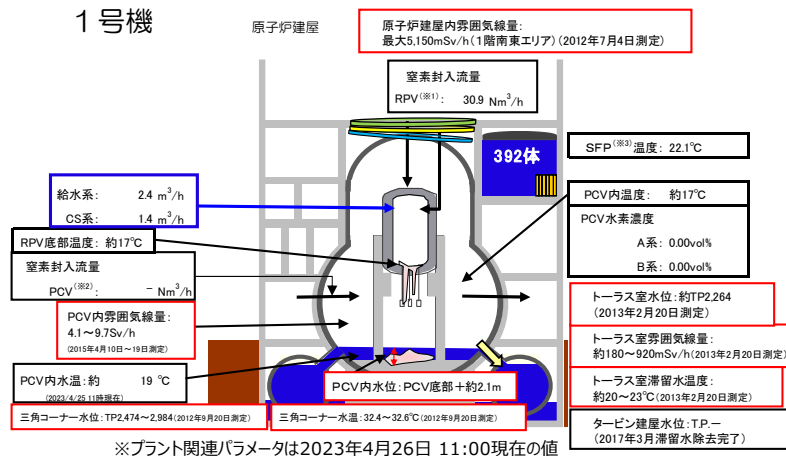 1号機
原子炉建屋
原子炉建屋内雰囲気線量:
最大5,150mSv/h(1階南東エリア)(2012年7月4日測定)
窒素封入流量
RPV(※1): 30.9 Nm3/h
392体
SFP(※3)温度: 22.1℃
給水系: 2.4 m3/h
CS系: 1.4 m3/h
PCV内温度: 約17℃
PCV水素濃度
A系: 0.00vol%
B系: 0.00vol%
RPV底部温度: 約17℃
窒素封入流量
PCV(※2): - Nm3/h
PCV内雰囲気線量:
4.1~9.7Sv/h
(2015年4月10日~19日測定)
トーラス室水位:約TP2,264
(2013年2月20日測定)
トーラス室雰囲気線量:
約180~920mSv/h(2013年2月20日測定)
PCV内水温:約 19 ℃
(2023/4/25 11時現在)
PCV内水位:PCV底部+約2.1m
トーラス室滞留水温度:
約20~23℃(2013年2月20日測定)
三角コーナー水位:TP2,474~2,984(2012年9月20日測定)
三角コーナー水温:32.4~32.6℃(2012年9月20日測定)
タービン建屋水位:T.P.-
(2017年3月滞留水除去完了)
※プラント関連パラメータは2023年4月26日 11:00現在の値